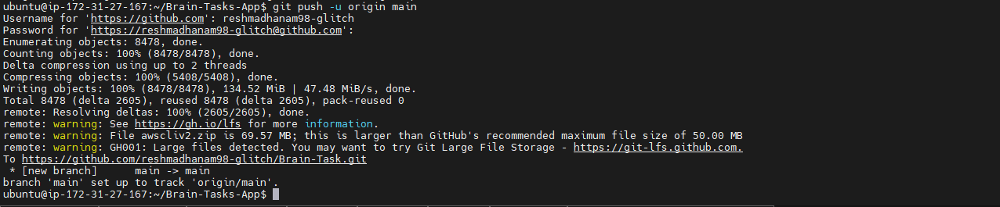 ubuntu@ip-172-31-27-167:~/Brain-Tasks-App$ git push -u origin main
Username for 'https://github.com': reshmadhanam98-glitch
Password for 'https://reshmadhanam98-glitch@github.com':
Enumerating objects: 8478, done.
Counting objects: 100% (8478/8478), done.
Delta compression using up to 2 threads
Compressing objects: 100% (5408/5408), done.
Writing objects: 100% (8478/8478), 134.52 MiB | 47.48 MiB/s, done.
Total 8478 (delta 2605), reused 8478 (delta 2605), pack-reused 0
remote: Resolving deltas: 100% (2605/2605), done.
remote: warning: See https://gh.io/lfs for more information.
remote: warning: File awscliv2.zip is 69.57 MB; this is larger than GitHub's recommended maximum file size of 50.00 MB
remote: warning: GH001: Large files detected. You may want to try Git Large File Storage - https://git-lfs.github.com.
To https://github.com/reshmadhanam98-glitch/Brain-Task.git
 * [new branch]      main -> main
branch 'main' set up to track 'origin/main'.
ubuntu@ip-172-31-27-167:~/Brain-Tasks-App$